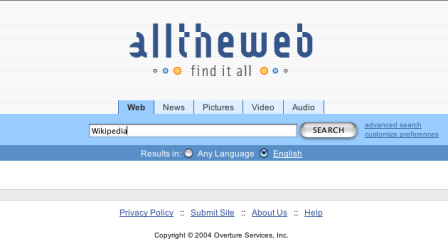 alltheweb
find it all
Web News Pictures Video Audio
Wikipedia SEARCH advanced search
customize preferences
Results in: Any Language English
Privacy Policy :: Submit Site :: About Us :: Help
Copyright © 2004 Overture Services, Inc.